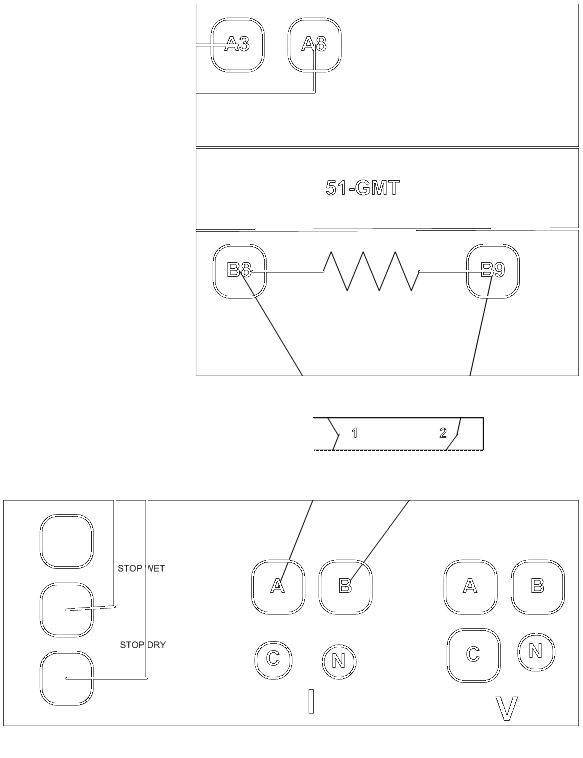 A3 A8
51-GMT
B8 B9
1 2
STOP WET
A B A B
STOP DRY
C N C N
I V